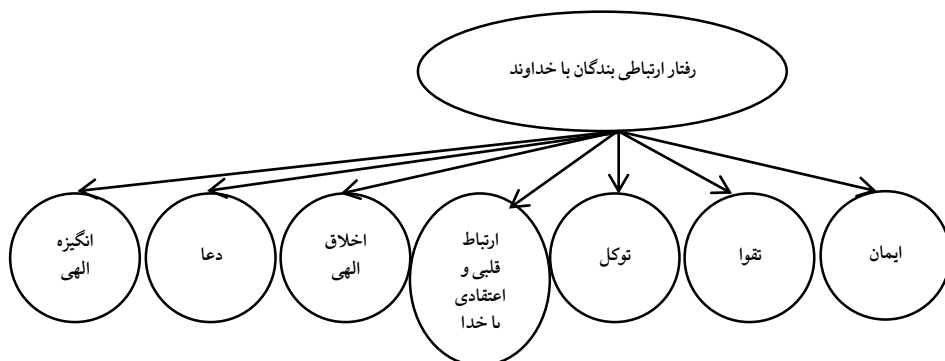 رفتار ارتباطی بندگان با خداوند
ایمان
تقوا
توکل
ارتباط
قلبی و
اعتقادی
با خدا
اخلاق
الهی
دعا
انگیزه
الهی